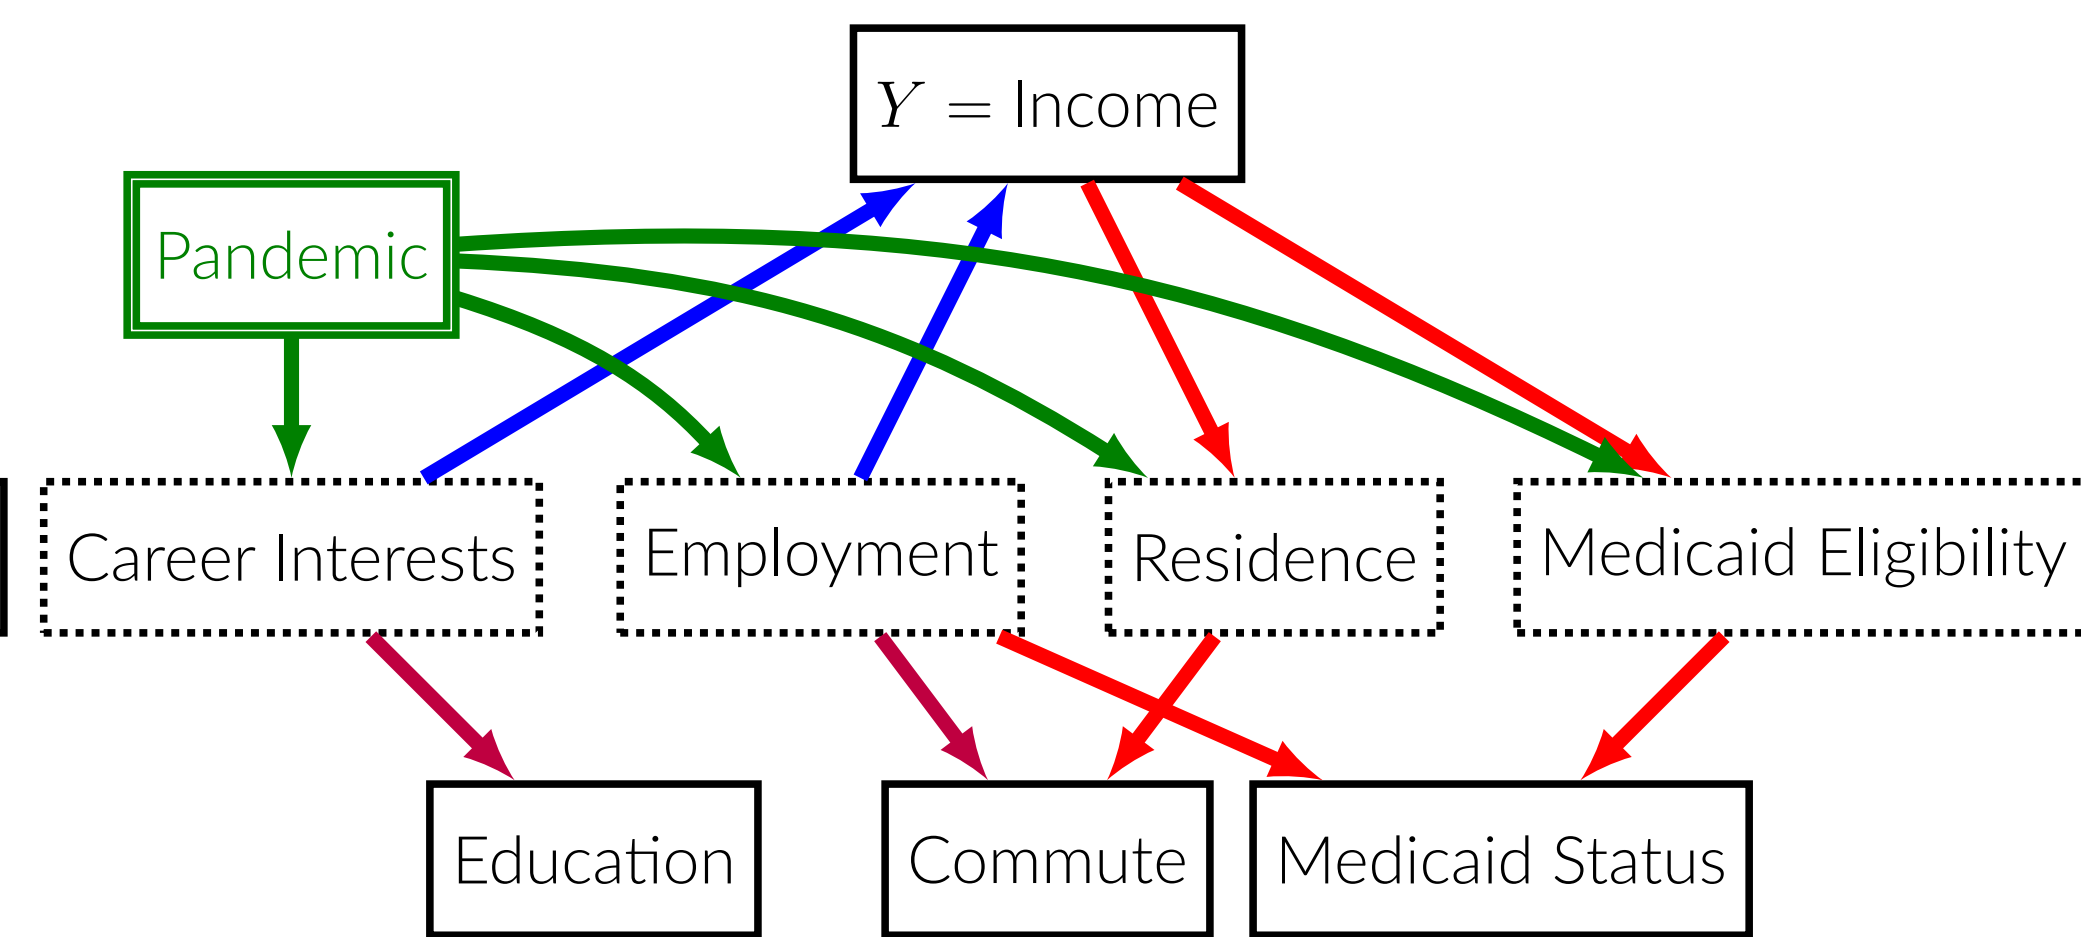 Y = Income
Pandemic
Career Interests
Employment
Residence
Medicaid Eligibility
Education
Commute
Medicaid Status